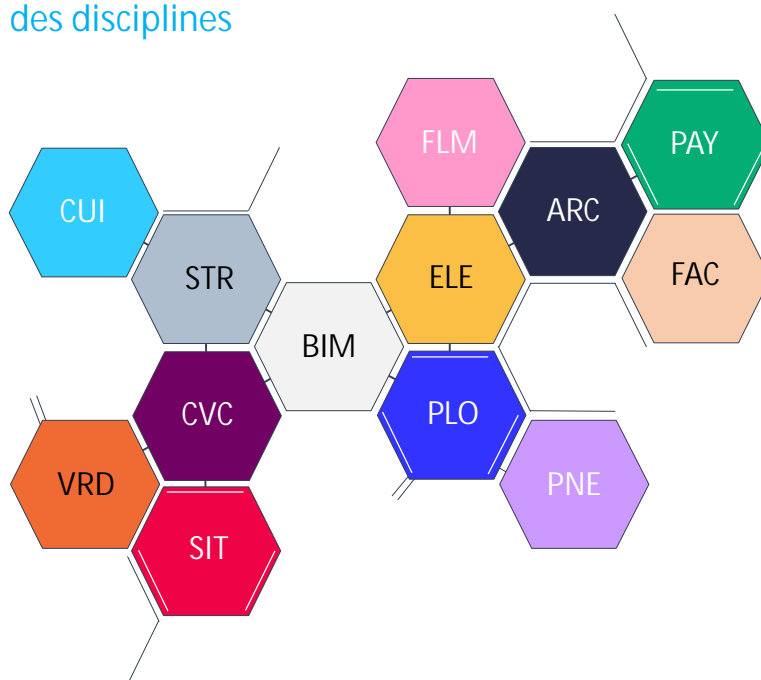 des disciplines
FLM
PAY
CUI
ARC
STR
ELE
FAC
BIM
CVC
PLO
VRD
PNE
SIT